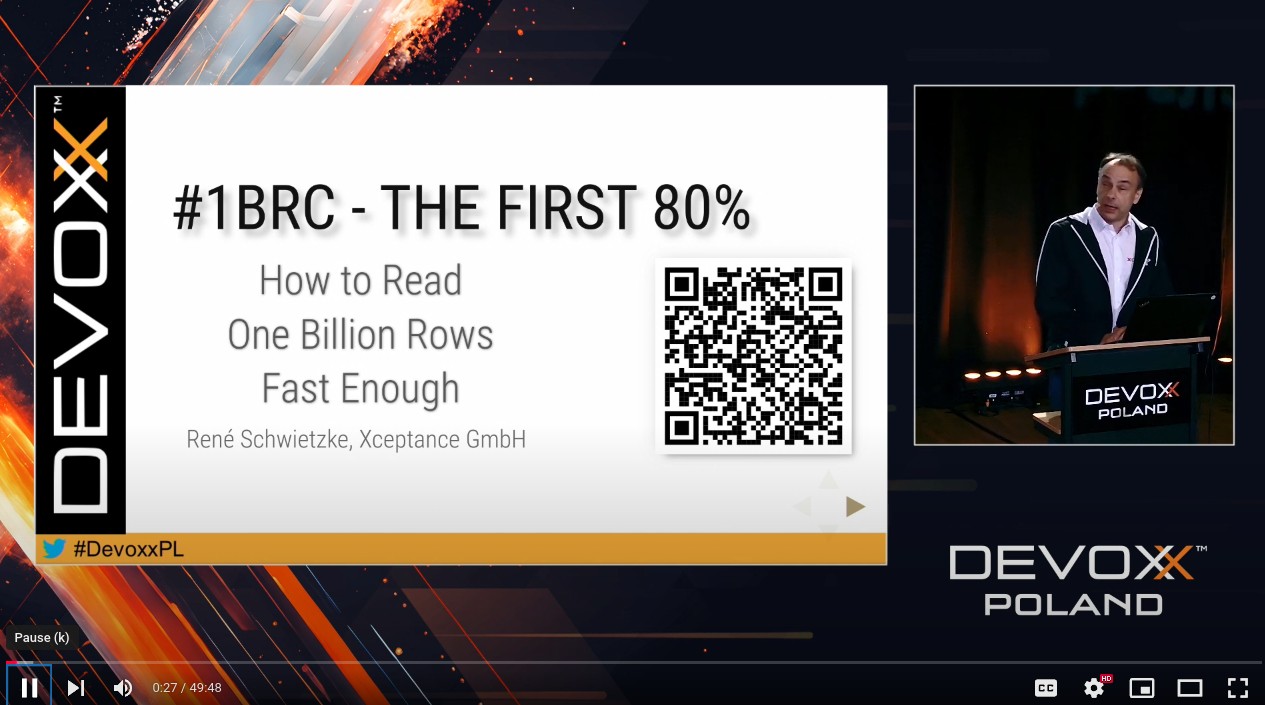 DEVOXX™
#1BRC - THE FIRST 80%
How to Read
One Billion Rows
Fast Enough
René Schwietzke, Xceptance GmbH
#DevoxxPL
DEVOXX
POLAND
DEVOXX™
POLAND
Pause (k)
0:27 / 49:48
CC
HD